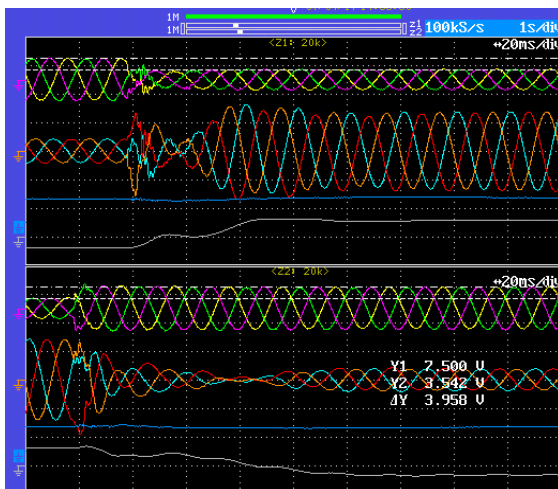 1M
1M
z1
z2
100kS/s 1s/div
<Z1: 20k>
↔20ms/div
<Z2: 20k>
↔20ms/div
Y1 7.500 V
Y2 3.542 V
ΔY 3.958 V